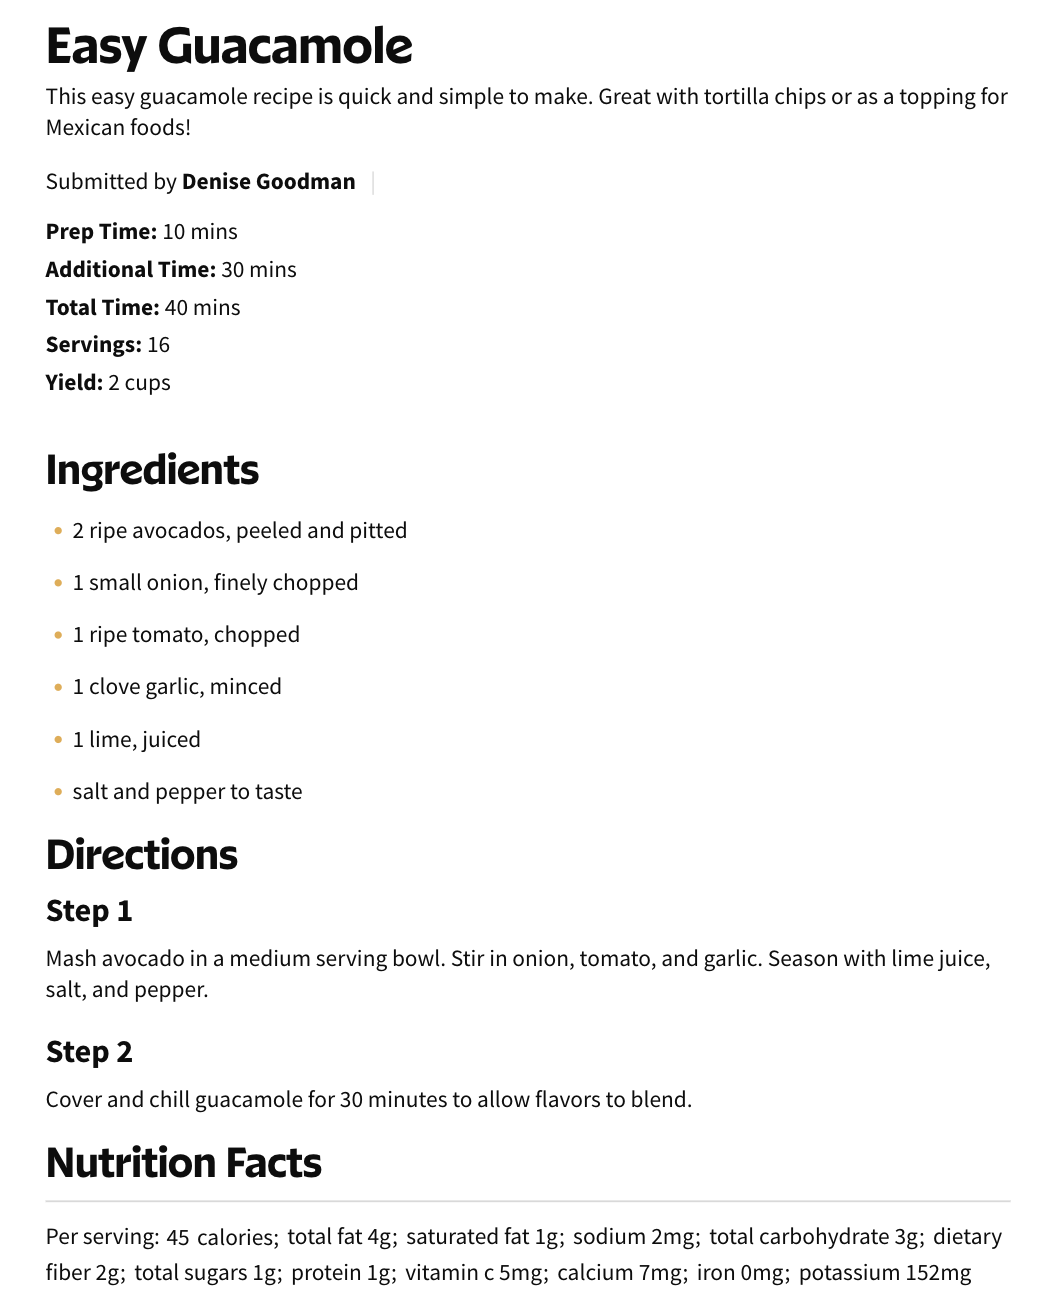 Easy Guacamole
This easy guacamole recipe is quick and simple to make. Great with tortilla chips or as a topping for
Mexican foods!
Submitted by Denise Goodman
Prep Time: 10 mins
Additional Time: 30 mins
Total Time: 40 mins
Servings: 16
Yield: 2 cups
Ingredients
• 2 ripe avocados, peeled and pitted
• 1 small onion, finely chopped
• 1 ripe tomato, chopped
• 1 clove garlic, minced
• 1 lime, juiced
• salt and pepper to taste
Directions
Step 1
Mash avocado in a medium serving bowl. Stir in onion, tomato, and garlic. Season with lime juice,
salt, and pepper.
Step 2
Cover and chill guacamole for 30 minutes to allow flavors to blend.
Nutrition Facts
Per serving: 45 calories; total fat 4g; saturated fat 1g; sodium 2mg; total carbohydrate 3g; dietary
fiber 2g; total sugars 1g; protein 1g; vitamin c 5mg; calcium 7mg; iron 0mg; potassium 152mg